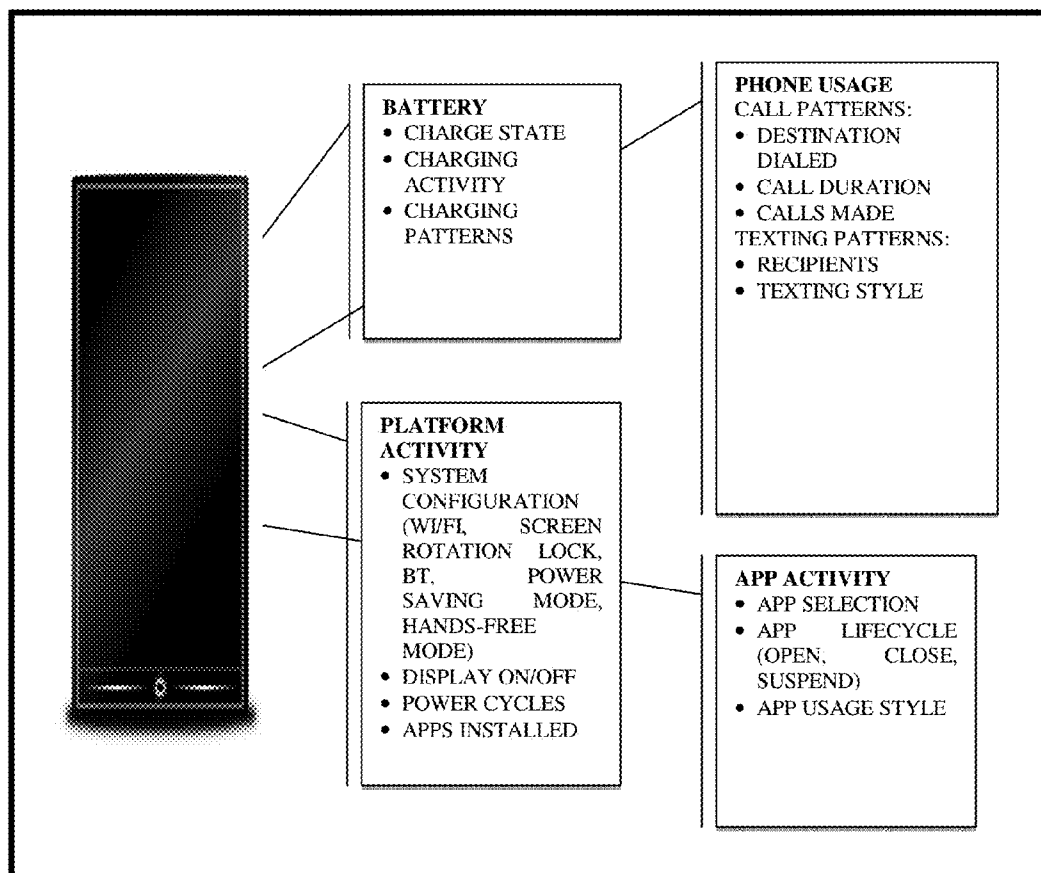 BATTERY
• CHARGE STATE
• CHARGING
ACTIVITY
• CHARGING
PATTERNS
PHONE USAGE
CALL PATTERNS:
• DESTINATION
DIALED
• CALL DURATION
• CALLS MADE
TEXTING PATTERNS:
• RECIPIENTS
• TEXTING STYLE
PLATFORM
ACTIVITY
• SYSTEM
CONFIGURATION
(WI/FI, SCREEN
ROTATION LOCK,
BT, POWER
SAVING MODE,
HANDS-FREE
MODE)
• DISPLAY ON/OFF
• POWER CYCLES
• APPS INSTALLED
APP ACTIVITY
• APP SELECTION
• APP LIFECYCLE
(OPEN, CLOSE,
SUSPEND)
• APP USAGE STYLE